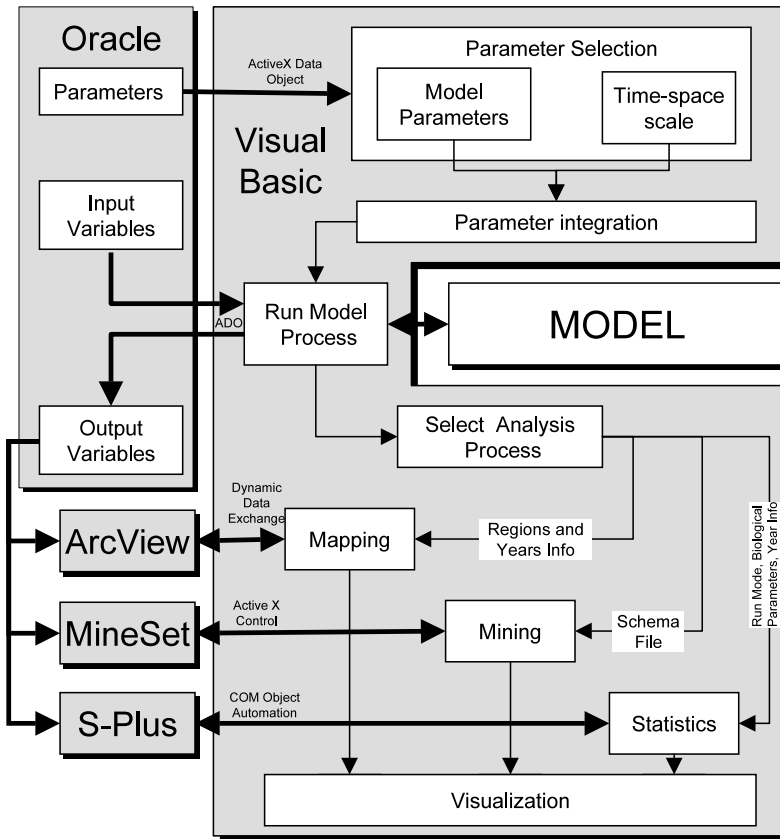 Oracle
Parameters
Input
Variables
Output
Variables
ActiveX Data
Object
Visual
Basic
Parameter Selection
Model
Parameters
Time-space
scale
Parameter integration
ADO
Run Model
Process
MODEL
Select Analysis
Process
Dynamic
Data
Exchange
ArcView
Mapping
Regions and
Years Info
Run Mode, Biological
Parameters, Year Info
MineSet
Active X
Control
Mining
Schema
File
S-Plus
COM Object
Automation
Statistics
Visualization